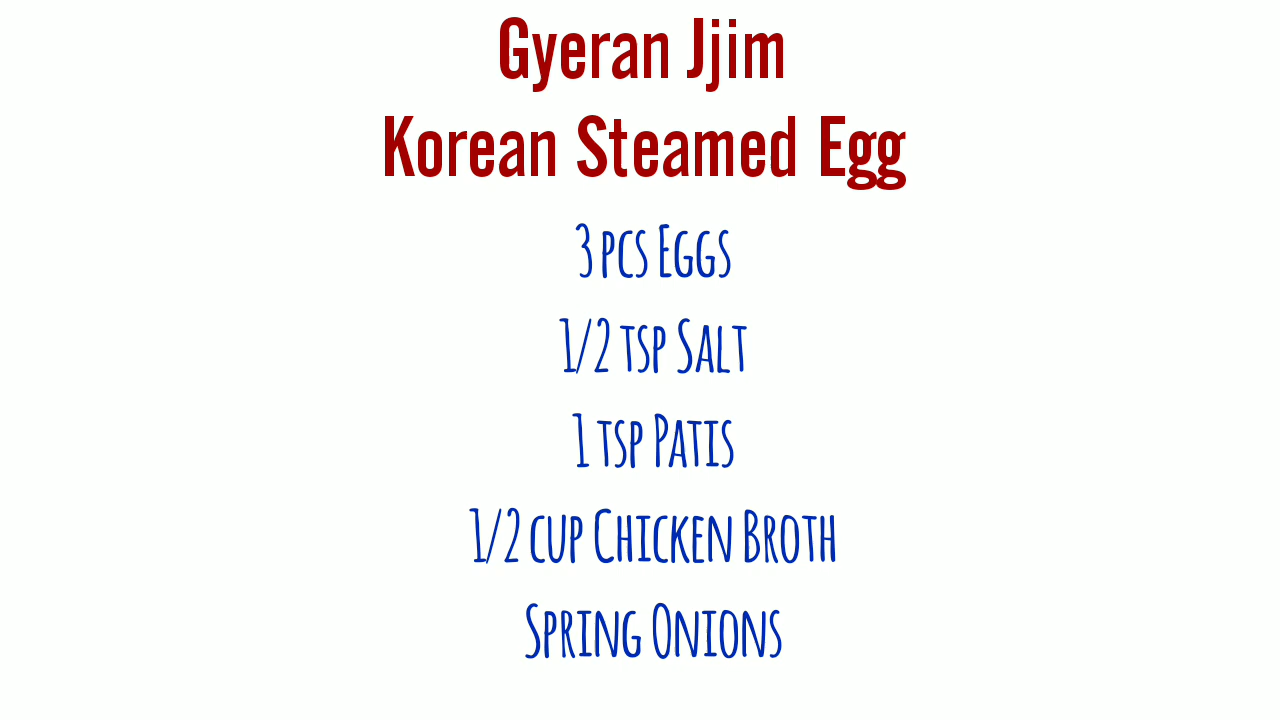 Gyeran Jjim
Korean Steamed Egg
3 pcs Eggs
1/2 tsp Salt
1 tsp Patis
1/2 cup Chicken Broth
Spring Onions